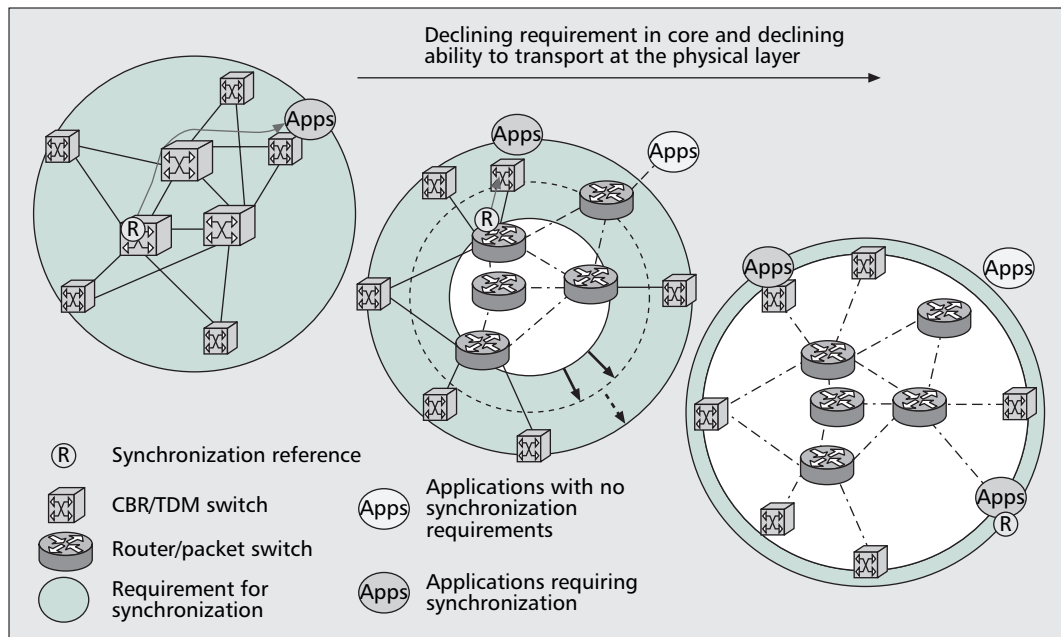 Declining requirement in core and declining
ability to transport at the physical layer
Apps
R
Apps
Apps
R
Apps
Apps
Apps
R
R Synchronization reference
CBR/TDM switch
Router/packet switch
Requirement for
synchronization
Apps
Applications with no
synchronization
requirements
Apps
Applications requiring
synchronization